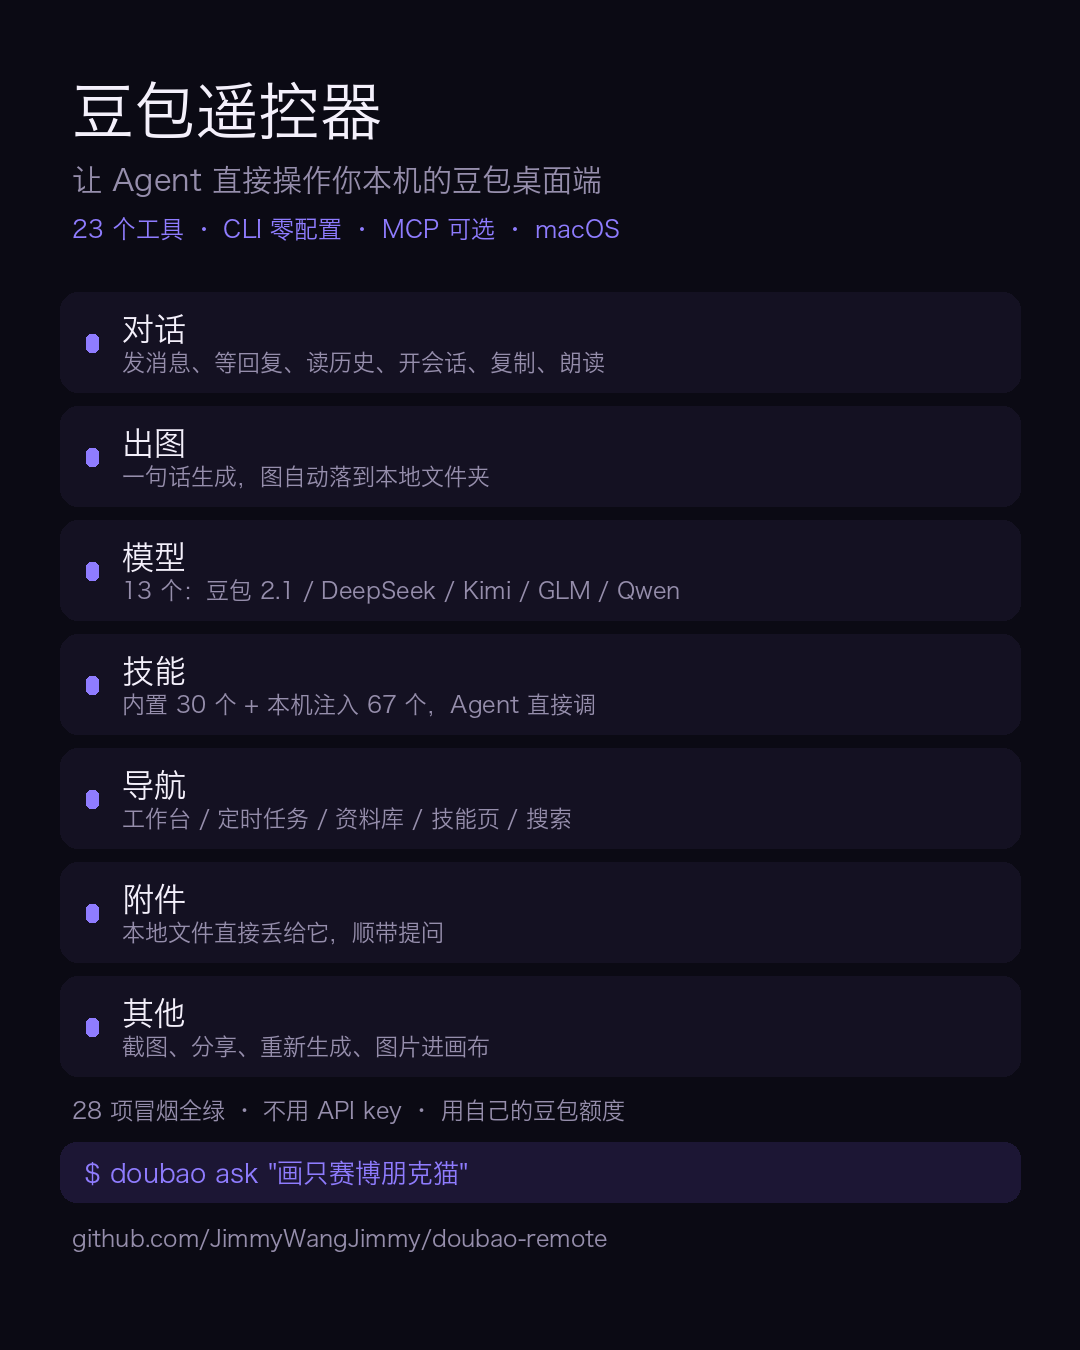 豆包遥控器
让 Agent 直接操作你本机的豆包桌面端
23 个工具 · CLI 零配置 · MCP 可选 · macOS
对话
发消息、等回复、读历史、开会话、复制、朗读
出图
一句话生成，图自动落到本地文件夹
模型
13 个：豆包 2.1 / DeepSeek / Kimi / GLM / Qwen
技能
内置 30 个 + 本机注入 67 个，Agent 直接调
导航
工作台 / 定时任务 / 资料库 / 技能页 / 搜索
附件
本地文件直接丢给它，顺带提问
其他
截图、分享、重新生成、图片进画布
28 项冒烟全绿 · 不用 API key · 用自己的豆包额度
$ doubao ask "画只赛博朋克猫"
github.com/JimmyWangJimmy/doubao-remote